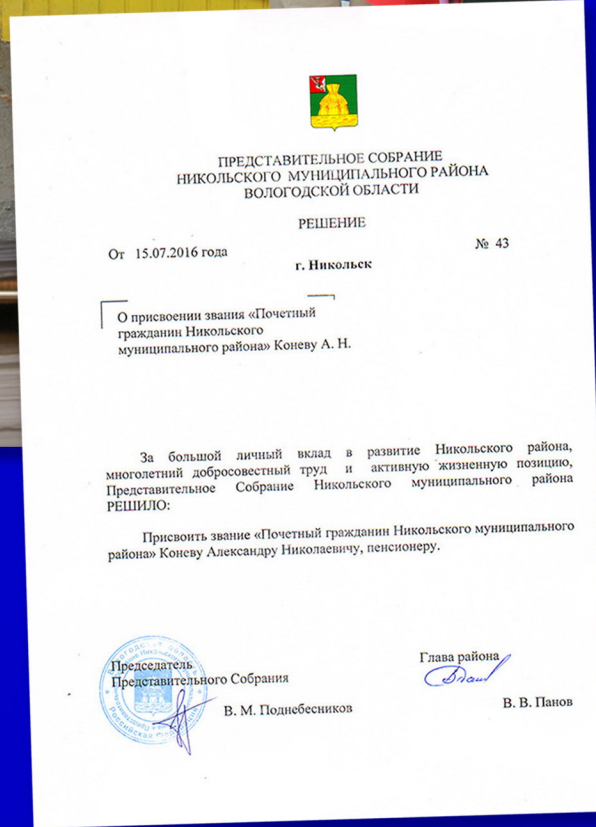 ПРЕДСТАВИТЕЛЬНОЕ СОБРАНИЕ
НИКОЛЬСКОГО МУНИЦИПАЛЬНОГО РАЙОНА
ВОЛОГОДСКОЙ ОБЛАСТИ
РЕШЕНИЕ
От 15.07.2016 года № 43
г. Никольск
О присвоении звания «Почетный
гражданин Никольского
муниципального района» Коневу А. Н.
За большой личный вклад в развитие Никольского района,
многолетний добросовестный труд и активную жизненную позицию,
Представительное Собрание Никольского муниципального района
РЕШИЛО:
Присвоить звание «Почетный гражданин Никольского муниципального
района» Коневу Александру Николаевичу, пенсионеру.
Председатель
Представительного Собрания
В. М. Поднебесников
Глава района
В. В. Панов